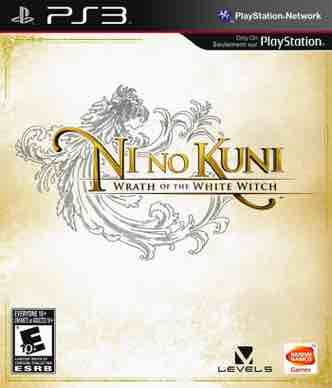 PS3
PlayStation Network
Only On
Seulement sur
PlayStation
NI NO KUNI
WRATH OF THE WHITE WITCH
EVERYONE 10+
E
10+
ESRB
LEVEL5
BANDAI
NAMCO
Games